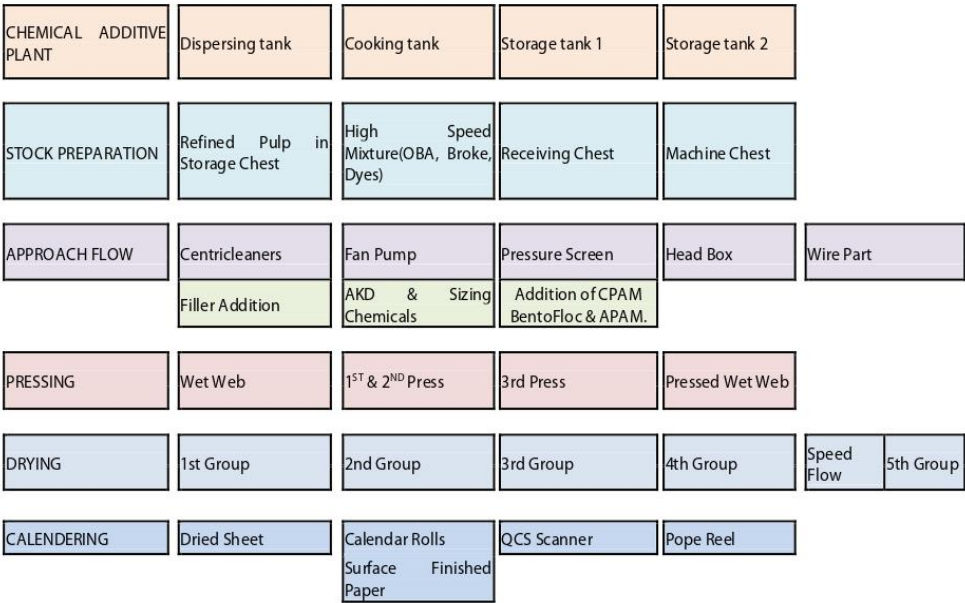 CHEMICAL ADDITIVE
PLANT
Dispersing tank
Cooking tank
Storage tank 1
Storage tank 2
STOCK PREPARATION
Refined Pulp in
Storage Chest
High Speed
Mixture(OBA, Broke,
Dyes)
Receiving Chest
Machine Chest
APPROACH FLOW
Centricleaners
Fan Pump
Pressure Screen
Head Box
Wire Part
Filler Addition
AKD & Sizing
Chemicals
Addition of CPAM
BentoFloc & APAM.
PRESSING
Wet Web
1ST & 2ND Press
3rd Press
Pressed Wet Web
DRYING
1st Group
2nd Group
3rd Group
4th Group
Speed
Flow
5th Group
CALENDERING
Dried Sheet
Calendar Rolls
Surface Finished
Paper
QCS Scanner
Pope Reel